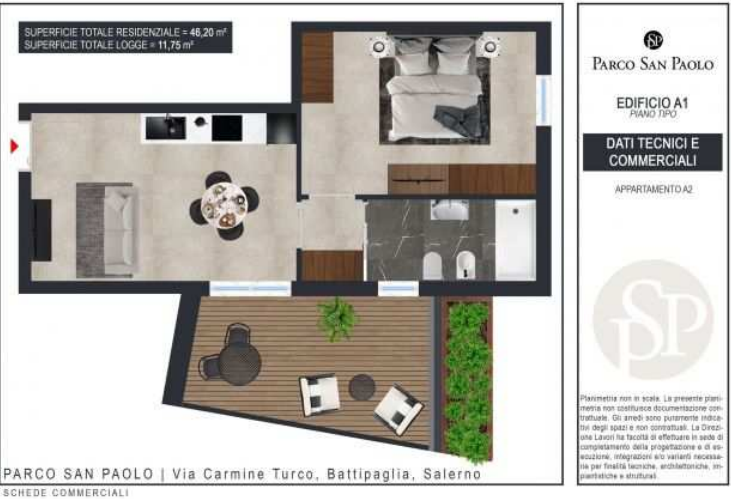 SUPERFICIE TOTALE RESIDENZIALE = 46,20 m²
SUPERFICIE TOTALE LOGGE = 11,75 m²
SP
PARCO SAN PAOLO
EDIFICIO A1
PIANO TIPO
DATI TECNICI E
COMMERCIALI
APPARTAMENTO A2
SP
Planimetria non in scala. La presente plani-
metria non costituisce documentazione con-
trattuale. Gli arredi sono puramente indica-
tivi degli spazi e non contrattuali. La Direzi-
one Lavori ha facoltà di effettuare in sede di
completamento della progettazione e di es-
ecuzione, integrazioni e/o varianti necessa-
rie per finalità tecniche, architettoniche, im-
piantistiche e strutturali.
PARCO SAN PAOLO | Via Carmine Turco, Battipaglia, Salerno
SCHEDE COMMERCIALI